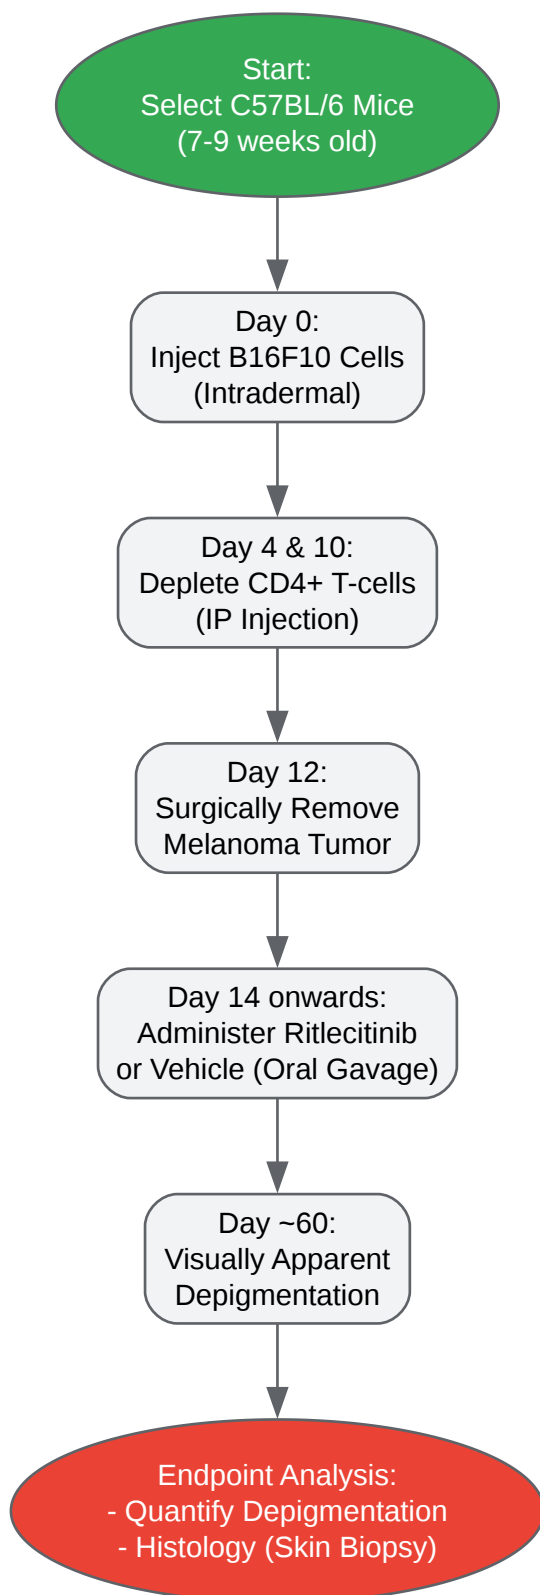 Start:
Select C57BL/6 Mice
(7-9 weeks old)
Day 0:
Inject B16F10 Cells
(Intradermal)
Day 4 & 10:
Deplete CD4+ T-cells
(IP Injection)
Day 12:
Surgically Remove
Melanoma Tumor
Day 14 onwards:
Administer Ritlecitinib
or Vehicle (Oral Gavage)
Day ~60:
Visually Apparent
Depigmentation
Endpoint Analysis:
- Quantify Depigmentation
- Histology (Skin Biopsy)